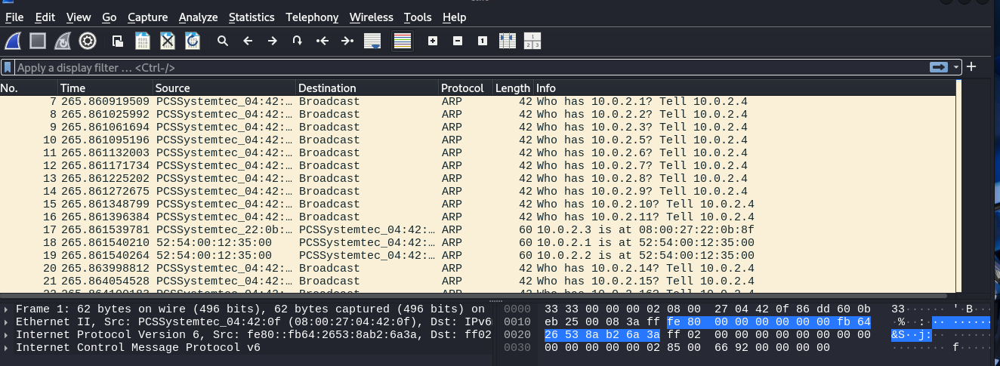 File Edit View Go Capture Analyze Statistics Telephony Wireless Tools Help
Apply a display filter … <Ctrl-/>
No. Time Source Destination Protocol Length Info
7 265.860919509 PCSSystemtec_04:42:… Broadcast ARP 42 Who has 10.0.2.1? Tell 10.0.2.4
8 265.861025992 PCSSystemtec_04:42:… Broadcast ARP 42 Who has 10.0.2.2? Tell 10.0.2.4
9 265.861061694 PCSSystemtec_04:42:… Broadcast ARP 42 Who has 10.0.2.3? Tell 10.0.2.4
10 265.861095196 PCSSystemtec_04:42:… Broadcast ARP 42 Who has 10.0.2.5? Tell 10.0.2.4
11 265.861132003 PCSSystemtec_04:42:… Broadcast ARP 42 Who has 10.0.2.6? Tell 10.0.2.4
12 265.861171734 PCSSystemtec_04:42:… Broadcast ARP 42 Who has 10.0.2.7? Tell 10.0.2.4
13 265.861225202 PCSSystemtec_04:42:… Broadcast ARP 42 Who has 10.0.2.8? Tell 10.0.2.4
14 265.861272675 PCSSystemtec_04:42:… Broadcast ARP 42 Who has 10.0.2.9? Tell 10.0.2.4
15 265.861348799 PCSSystemtec_04:42:… Broadcast ARP 42 Who has 10.0.2.10? Tell 10.0.2.4
16 265.861396384 PCSSystemtec_04:42:… Broadcast ARP 42 Who has 10.0.2.11? Tell 10.0.2.4
17 265.861539781 PCSSystemtec_22:0b:… PCSSystemtec_04:42:… ARP 60 10.0.2.3 is at 08:00:27:22:0b:8f
18 265.861540210 52:54:00:12:35:00 PCSSystemtec_04:42:… ARP 60 10.0.2.1 is at 52:54:00:12:35:00
19 265.861540264 52:54:00:12:35:00 PCSSystemtec_04:42:… ARP 60 10.0.2.2 is at 52:54:00:12:35:00
20 265.863998812 PCSSystemtec_04:42:… Broadcast ARP 42 Who has 10.0.2.14? Tell 10.0.2.4
21 265.864054528 PCSSystemtec_04:42:… Broadcast ARP 42 Who has 10.0.2.15? Tell 10.0.2.4
Frame 1: 62 bytes on wire (496 bits), 62 bytes captured (496 bits) on
Ethernet II, Src: PCSSystemtec_04:42:0f (08:00:27:04:42:0f), Dst: IPv6
Internet Protocol Version 6, Src: fe80::fb64:2653:8ab2:6a3a, Dst: ff02
Internet Control Message Protocol v6
0000 33 33 00 00 00 02 08 00 27 04 42 0f 86 dd 60 0b 33······ '·B···
0010 eb 25 00 08 3a ff fe 80 00 00 00 00 00 00 fb 64 ·%··:··· ······
0020 26 53 8a b2 6a 3a ff 02 00 00 00 00 00 00 00 00 &S··j:·· ······
0030 00 00 00 00 00 02 85 00 66 92 00 00 00 00 ········ f·····